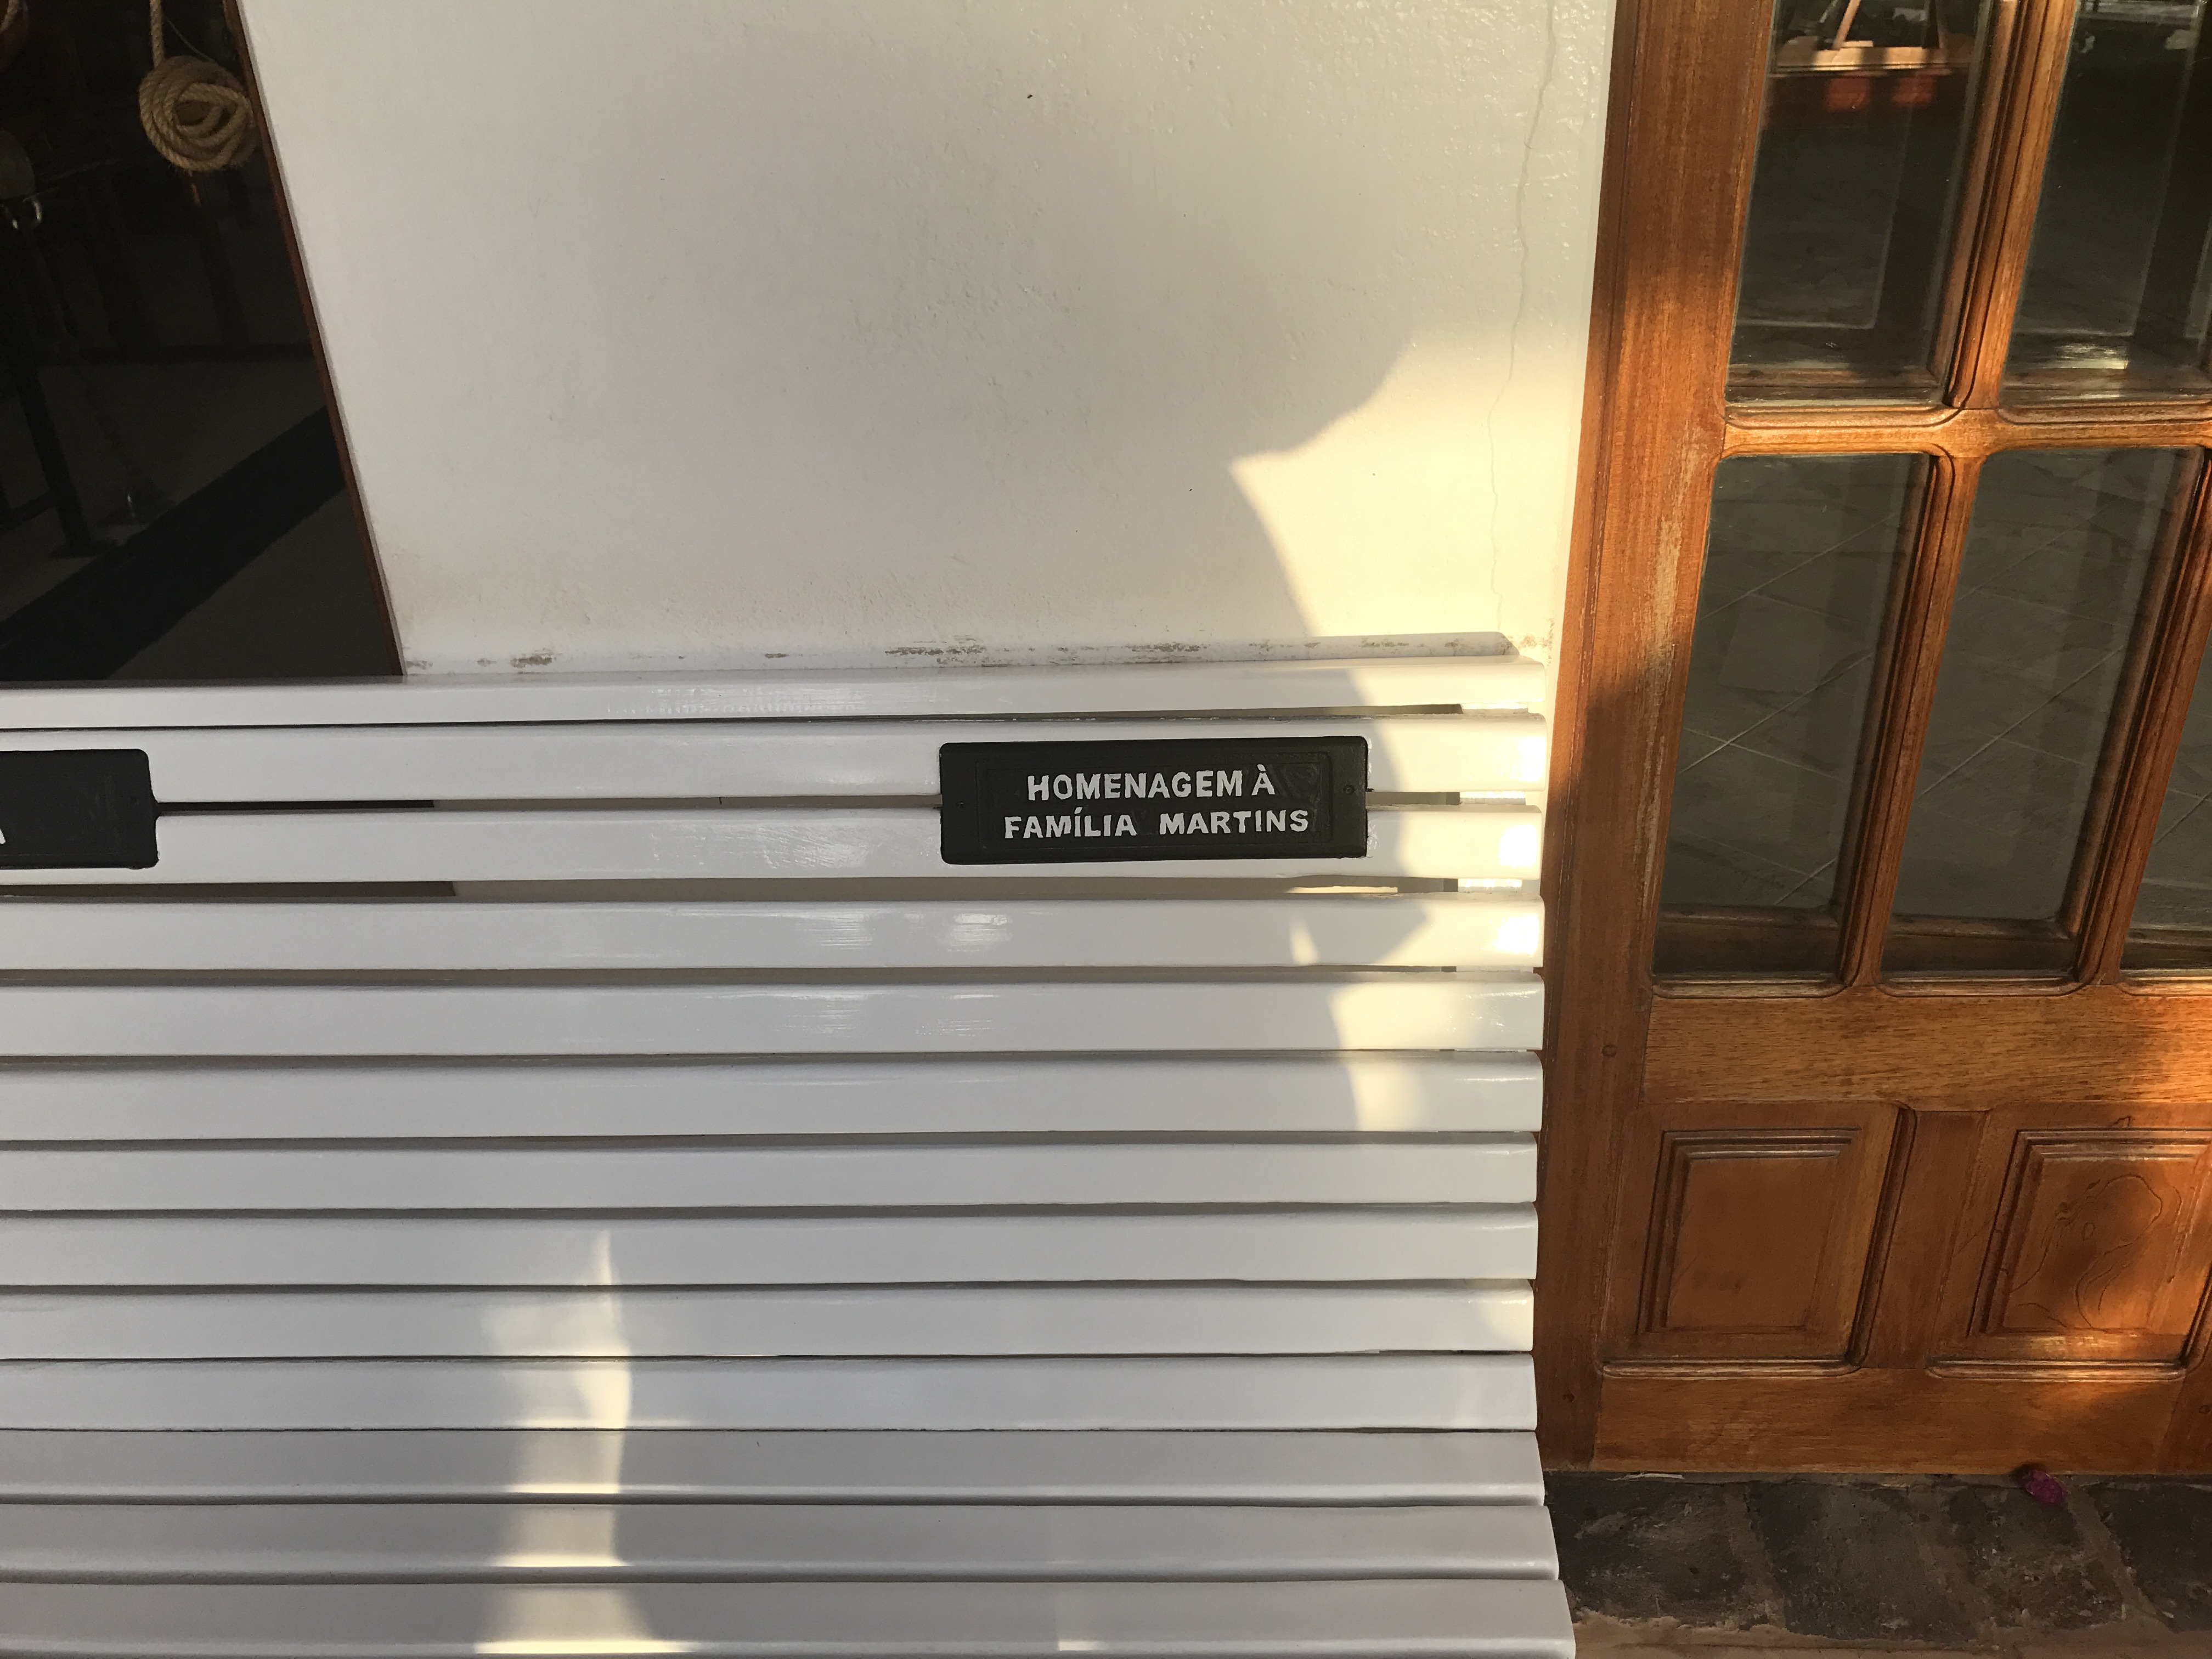 HOMENAGEM À
FAMÍLIA MARTINS